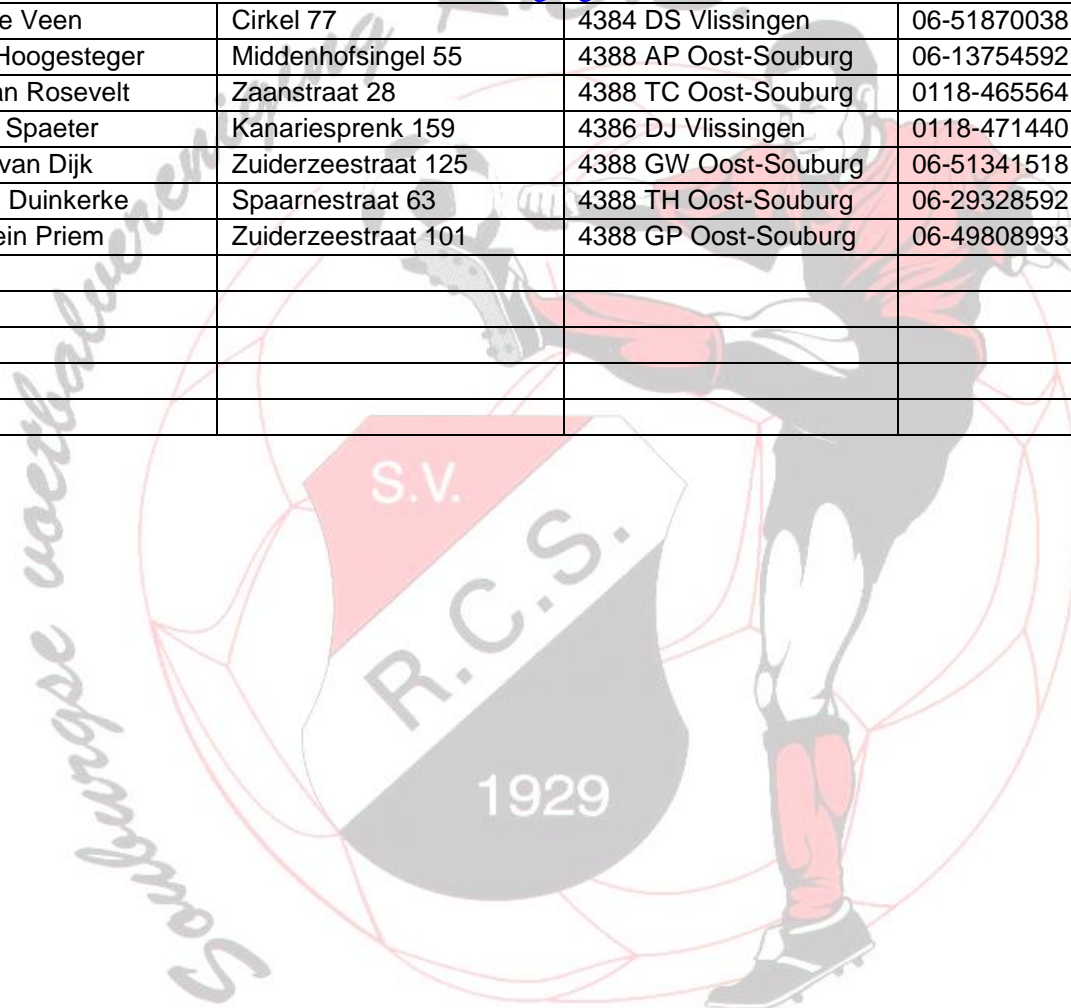 e Veen Cirkel 77 4384 DS Vlissingen 06-51870038
Hoogesteger Middenhofsingel 55 4388 AP Oost-Souburg 06-13754592
an Rosevelt Zaanstraat 28 4388 TC Oost-Souburg 0118-465564
Spaeter Kanariesprenk 159 4386 DJ Vlissingen 0118-471440
van Dijk Zuiderzeestraat 125 4388 GW Oost-Souburg 06-51341518
Duinkerke Spaarnestraat 63 4388 TH Oost-Souburg 06-29328592
ein Priem Zuiderzeestraat 101 4388 GP Oost-Souburg 06-49808993
Souburgse voetbalvereniging
S.V.
R.C.S.
1929